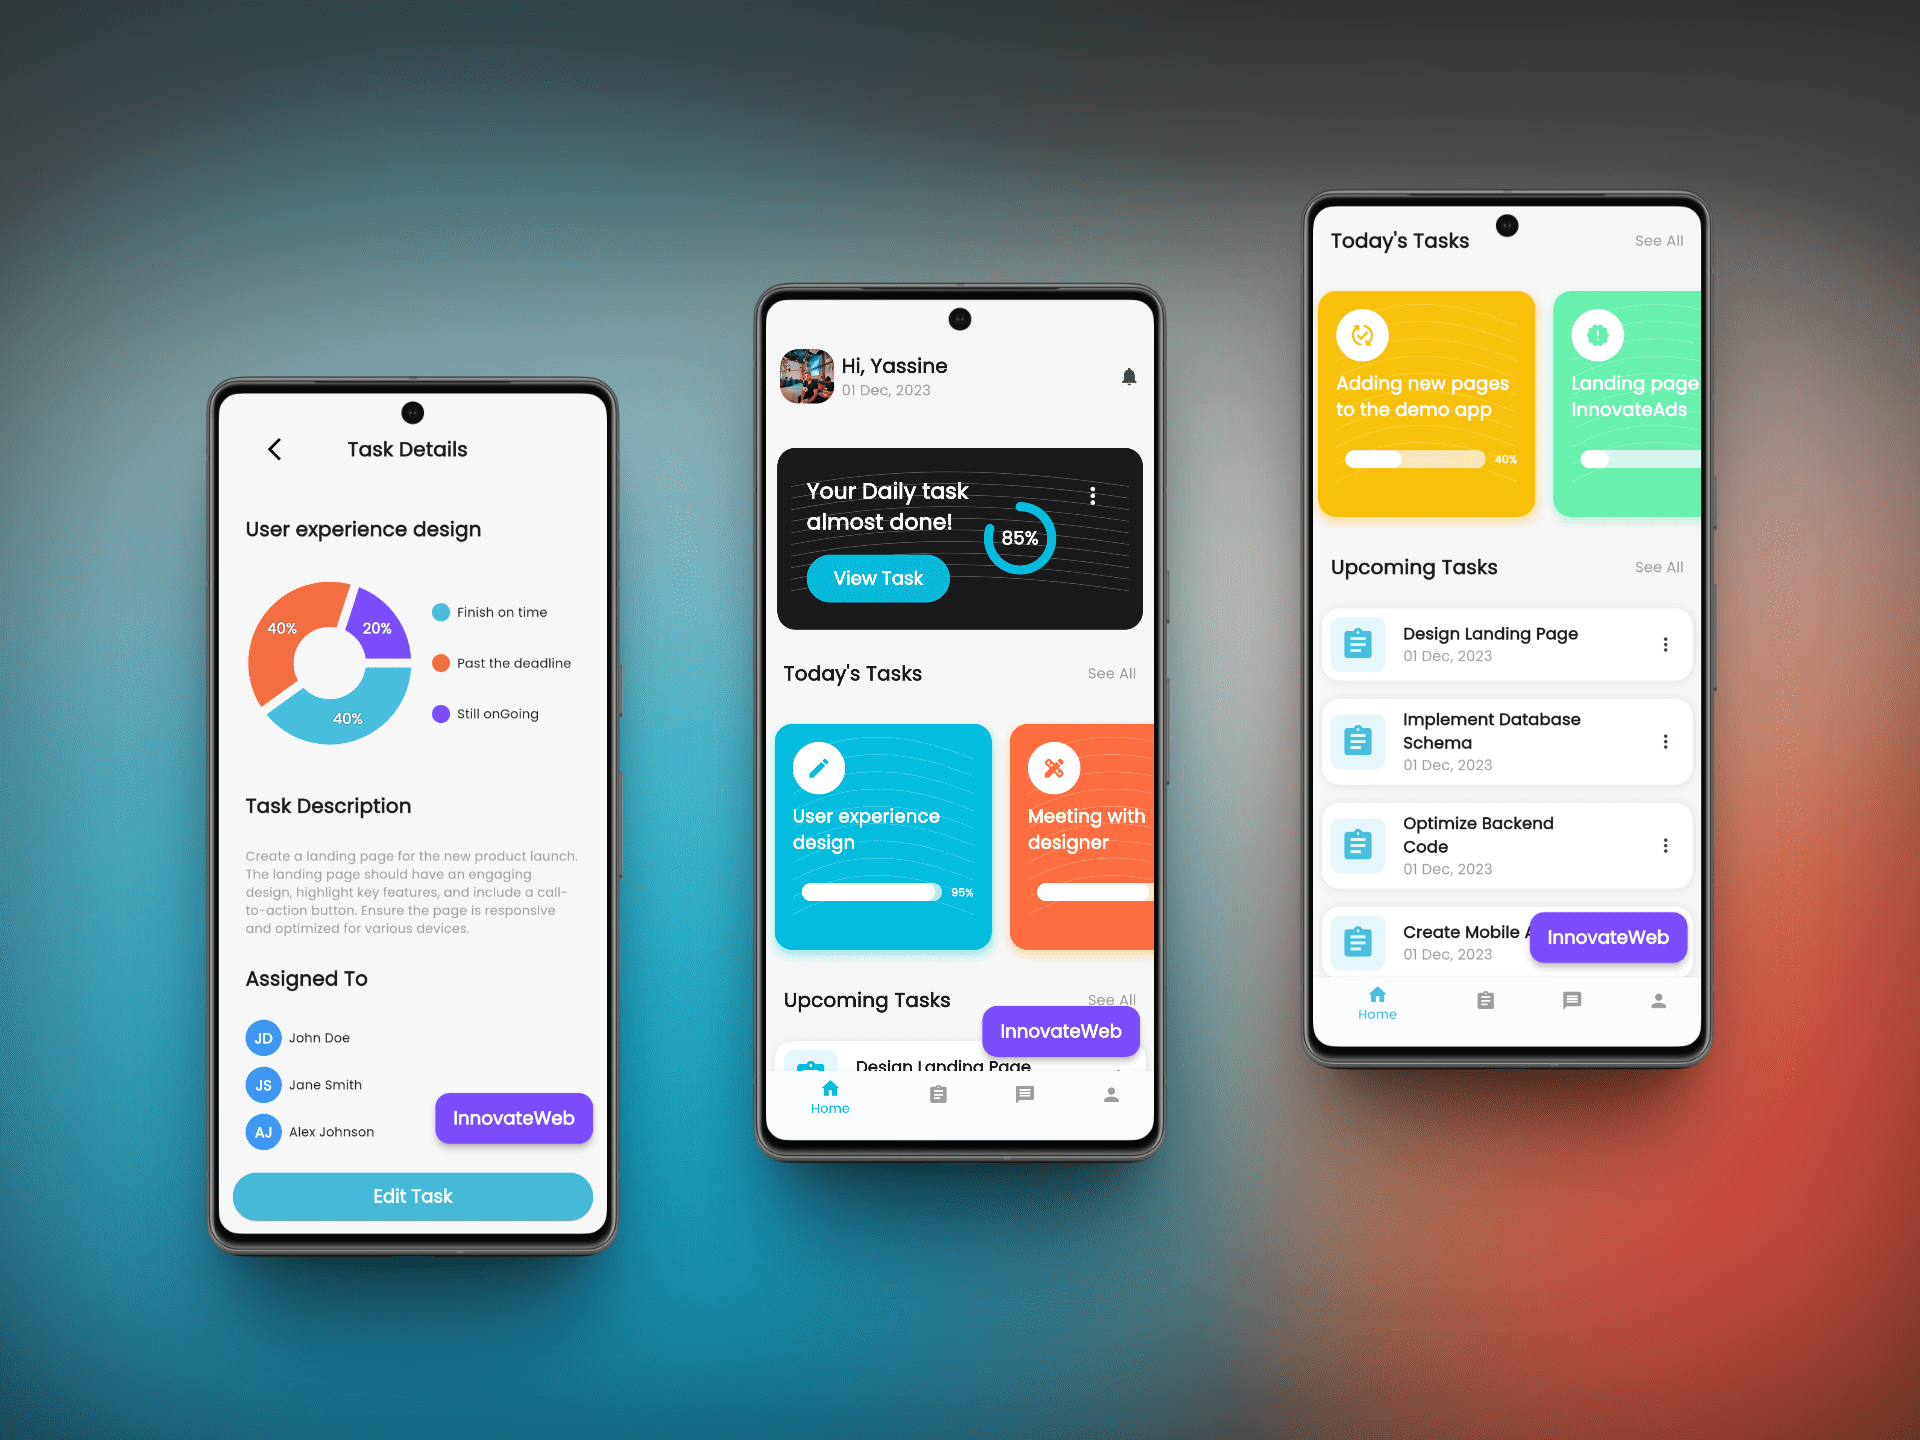 Task Details
User experience design
40%
20%
40%
Finish on time
Past the deadline
Still onGoing
Task Description
Create a landing page for the new product launch.
The landing page should have an engaging
design, highlight key features, and include a call-
to-action button. Ensure the page is responsive
and optimized for various devices.
Assigned To
JD John Doe
JS Jane Smith
AJ Alex Johnson
InnovateWeb
Edit Task
Hi, Yassine
01 Dec, 2023
Your Daily task
almost done!
85%
View Task
Today's Tasks See All
User experience
design
95%
Meeting with
designer
Upcoming Tasks See All
InnovateWeb
Design Landing Page
Home
Today's Tasks See All
Adding new pages
to the demo app
40%
Landing page
InnovateAds
Upcoming Tasks See All
Design Landing Page
01 Dec, 2023
Implement Database
Schema
01 Dec, 2023
Optimize Backend
Code
01 Dec, 2023
Create Mobile A
01 Dec, 2023
InnovateWeb
Home